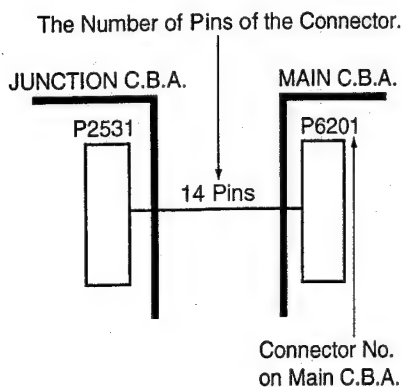 The Number of Pins of the Connector.
JUNCTION C.B.A.
MAIN C.B.A.
P2531
P6201
14 Pins
Connector No.
on Main C.B.A.